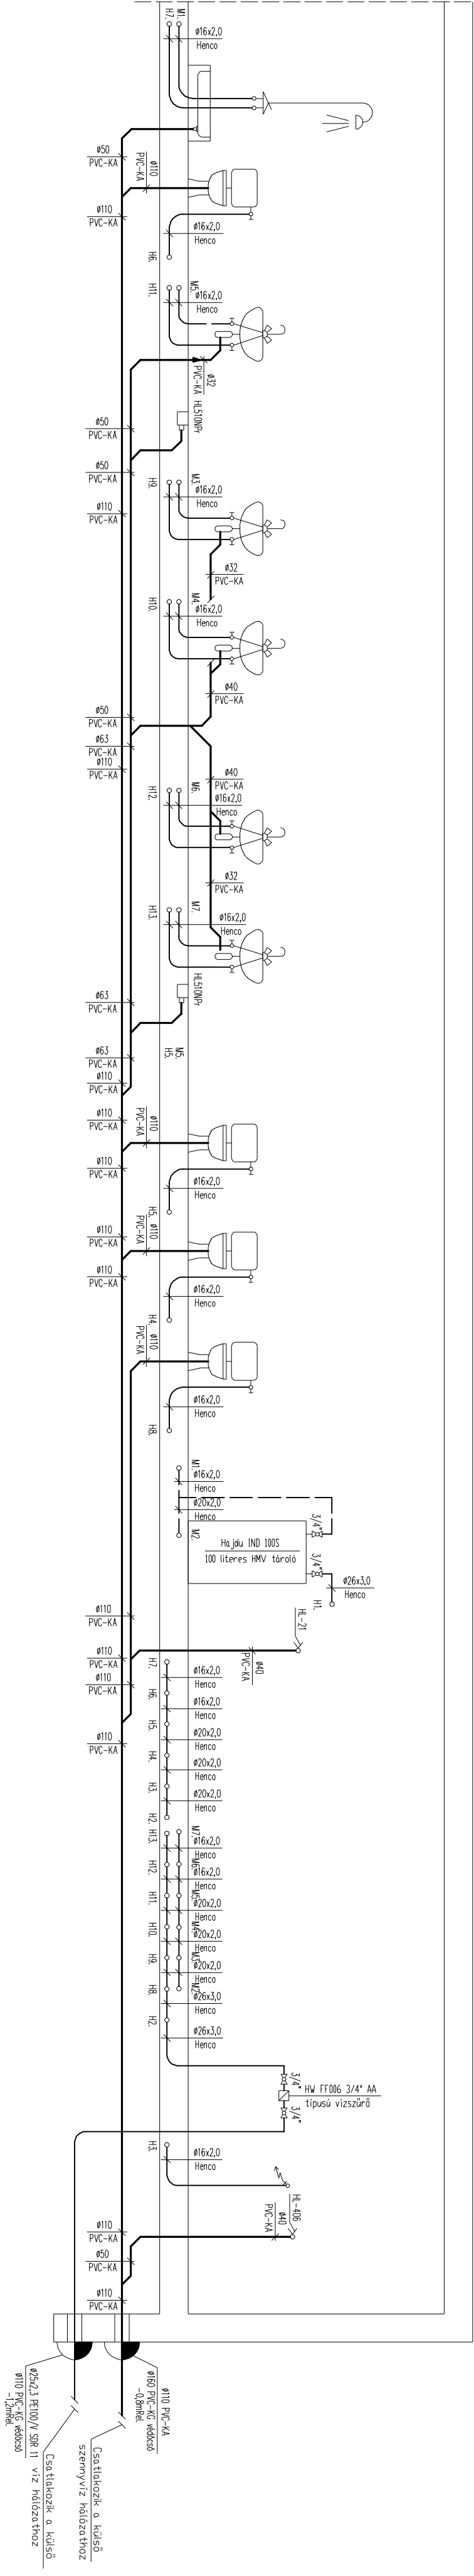 M1.
H7.
ø16x2,0
Henco
ø50
PVC-KA
ø110
PVC-KA
ø110
PVC-KA
ø16x2,0
Henco
H6.
M5.
H11.
ø16x2,0
Henco
ø32
PVC-KA
HL510NPr
ø50
PVC-KA
ø50
PVC-KA
M3.
H9.
ø16x2,0
Henco
ø110
PVC-KA
ø32
PVC-KA
M4.
H10.
ø16x2,0
Henco
ø40
PVC-KA
ø50
PVC-KA
ø63
PVC-KA
ø110
PVC-KA
ø40
PVC-KA
M6.
H12.
ø16x2,0
Henco
ø32
PVC-KA
M7.
H13.
ø16x2,0
Henco
HL510NPr
ø63
PVC-KA
M5.
H5.
ø63
PVC-KA
ø110
PVC-KA
ø110
PVC-KA
ø110
PVC-KA
ø110
PVC-KA
ø16x2,0
Henco
H5.
ø110
PVC-KA
ø110
PVC-KA
ø110
PVC-KA
ø16x2,0
Henco
H4.
ø110
PVC-KA
ø16x2,0
Henco
H8.
M1.
ø16x2,0
Henco
ø20x2,0
Henco
M2.
3/4"
Hajdu IND 100S
100 literes HMV tároló
3/4"
ø26x3,0
Henco
H1.
HL-21
ø40
PVC-KA
ø110
PVC-KA
ø110
PVC-KA
ø110
PVC-KA
ø110
PVC-KA
H7.
ø16x2,0
Henco
H6.
ø16x2,0
Henco
H5.
ø20x2,0
Henco
H4.
ø20x2,0
Henco
H3.
ø20x2,0
Henco
H2.
M7.
H13.
ø16x2,0
Henco
M6.
H12.
ø16x2,0
Henco
M5.
H11.
ø20x2,0
Henco
M4.
H10.
ø20x2,0
Henco
M3.
H9.
ø20x2,0
Henco
M2.
H8.
ø26x3,0
Henco
H2.
ø26x3,0
Henco
3/4"
HW FF006 3/4" AA
típusú vízszűrő
3/4"
H3.
ø16x2,0
Henco
HL-406
ø40
PVC-KA
ø110
PVC-KA
ø50
PVC-KA
ø110
PVC-KA
ø110 PVC-KA
ø160 PVC-KG védőcső
-0,8mRel.
ø25x2,3 PE100/V SDR 11
ø110 PVC-KG védőcső
-1,2mRel.
Csatlakozik a külső
szennyvíz hálózathoz
Csatlakozik a külső
víz hálózathoz